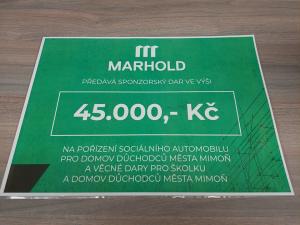 MARHOLD
PŘEDÁVÁ SPONZORSKÝ DAR VE VÝŠI
45.000,- Kč
NA POŘÍZENÍ SOCIÁLNÍHO AUTOMOBILU
PRO DOMOV DŮCHODCŮ MĚSTA MIMOŇ
A VĚCNÉ DARY PRO ŠKOLKU
A DOMOV DŮCHODCŮ MĚSTA MIMOŇ